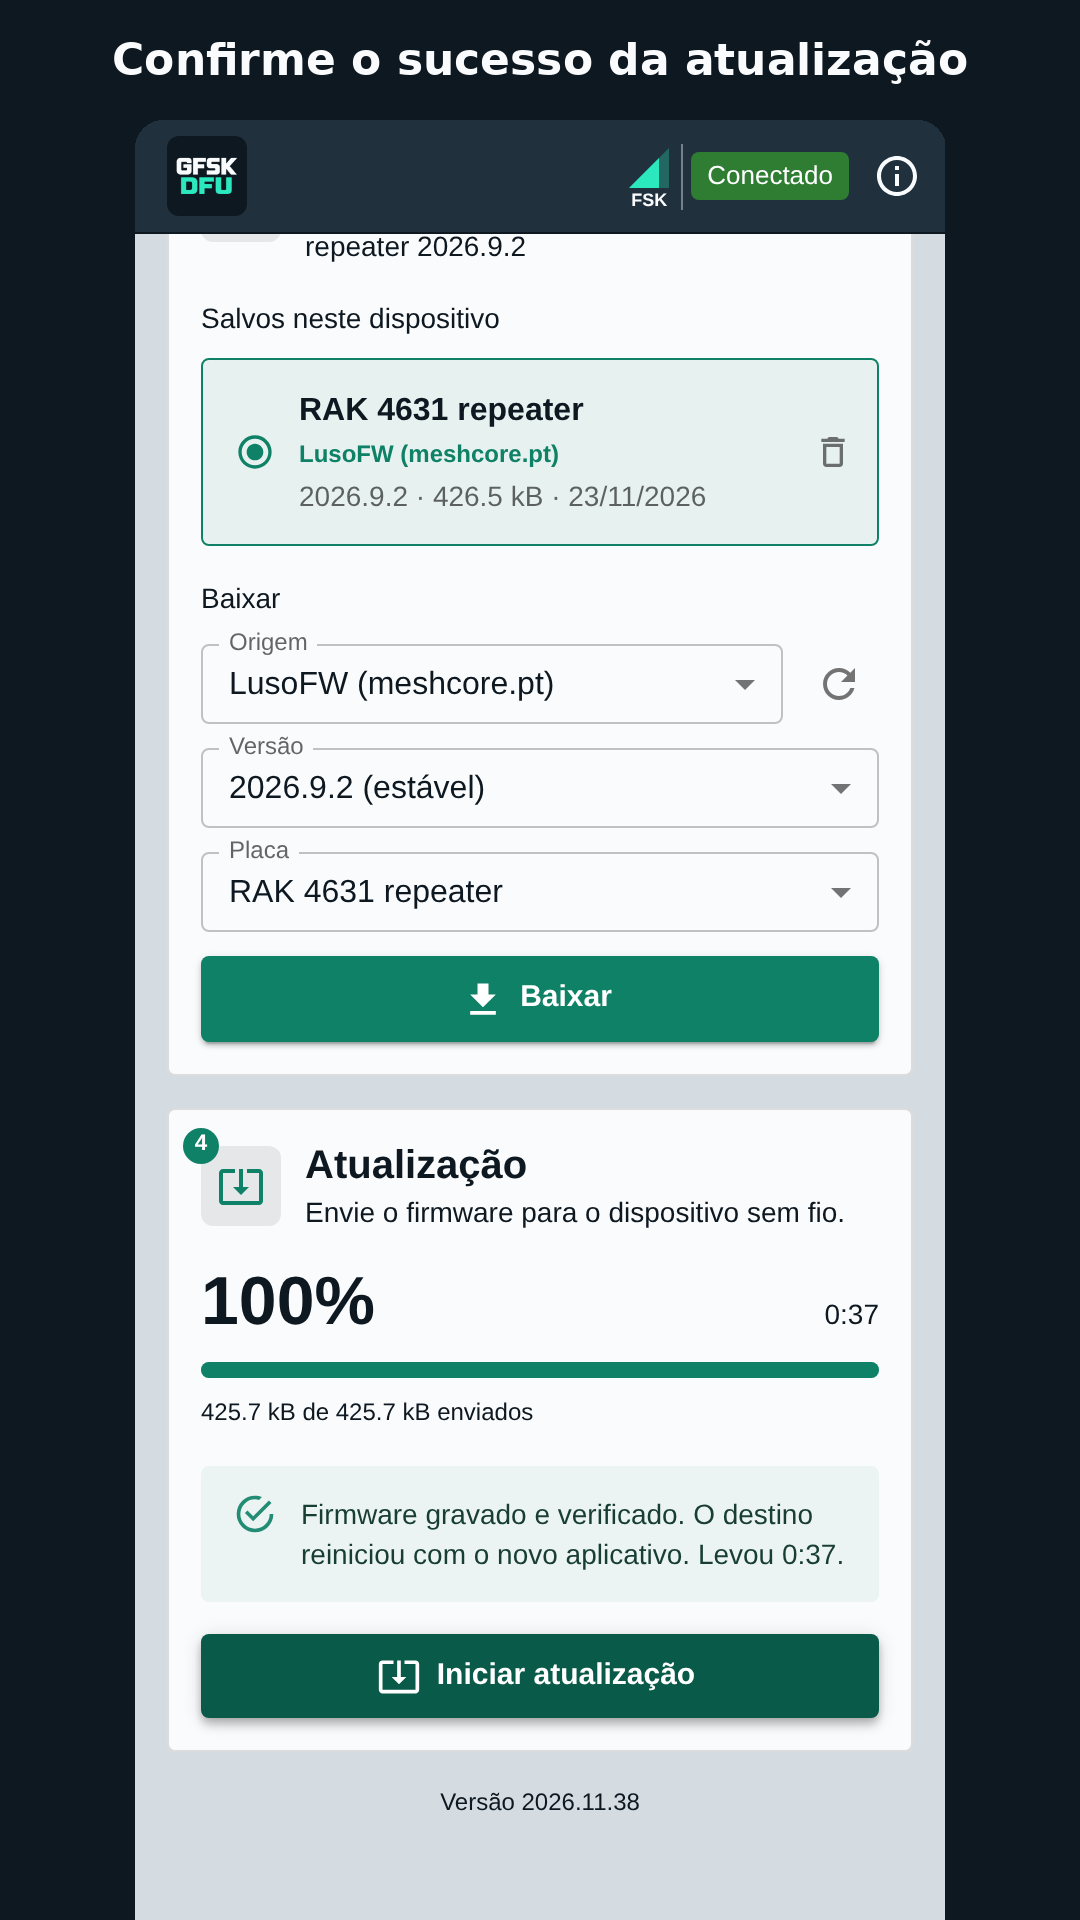 Confirme o sucesso da atualização
GFSK
DFU
FSK
Conectado
repeater 2026.9.2
Salvos neste dispositivo
RAK 4631 repeater
LusoFW (meshcore.pt)
2026.9.2 · 426.5 kB · 23/11/2026
Baixar
Origem
LusoFW (meshcore.pt)
Versão
2026.9.2 (estável)
Placa
RAK 4631 repeater
Baixar
4
Atualização
Envie o firmware para o dispositivo sem fio.
100%
0:37
425.7 kB de 425.7 kB enviados
Firmware gravado e verificado. O destino
reiniciou com o novo aplicativo. Levou 0:37.
Iniciar atualização
Versão 2026.11.38